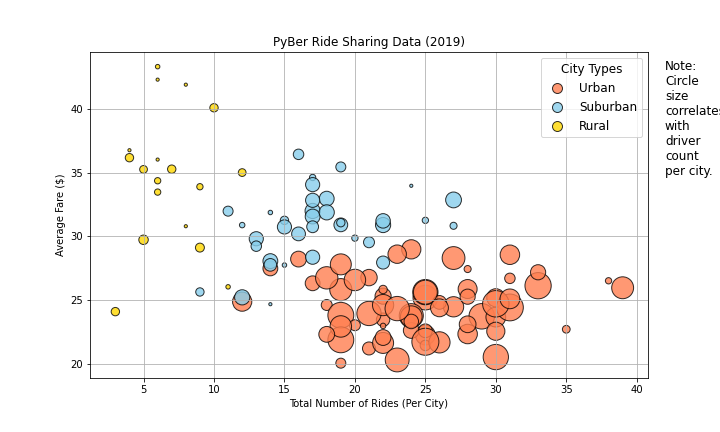 PyBer Ride Sharing Data (2019)
City Types
Urban
Suburban
Rural
Note:
Circle
size
correlates
with
driver
count
per city.
Average Fare ($)
40
35
30
25
20
5
10
15
20
25
30
35
40
Total Number of Rides (Per City)